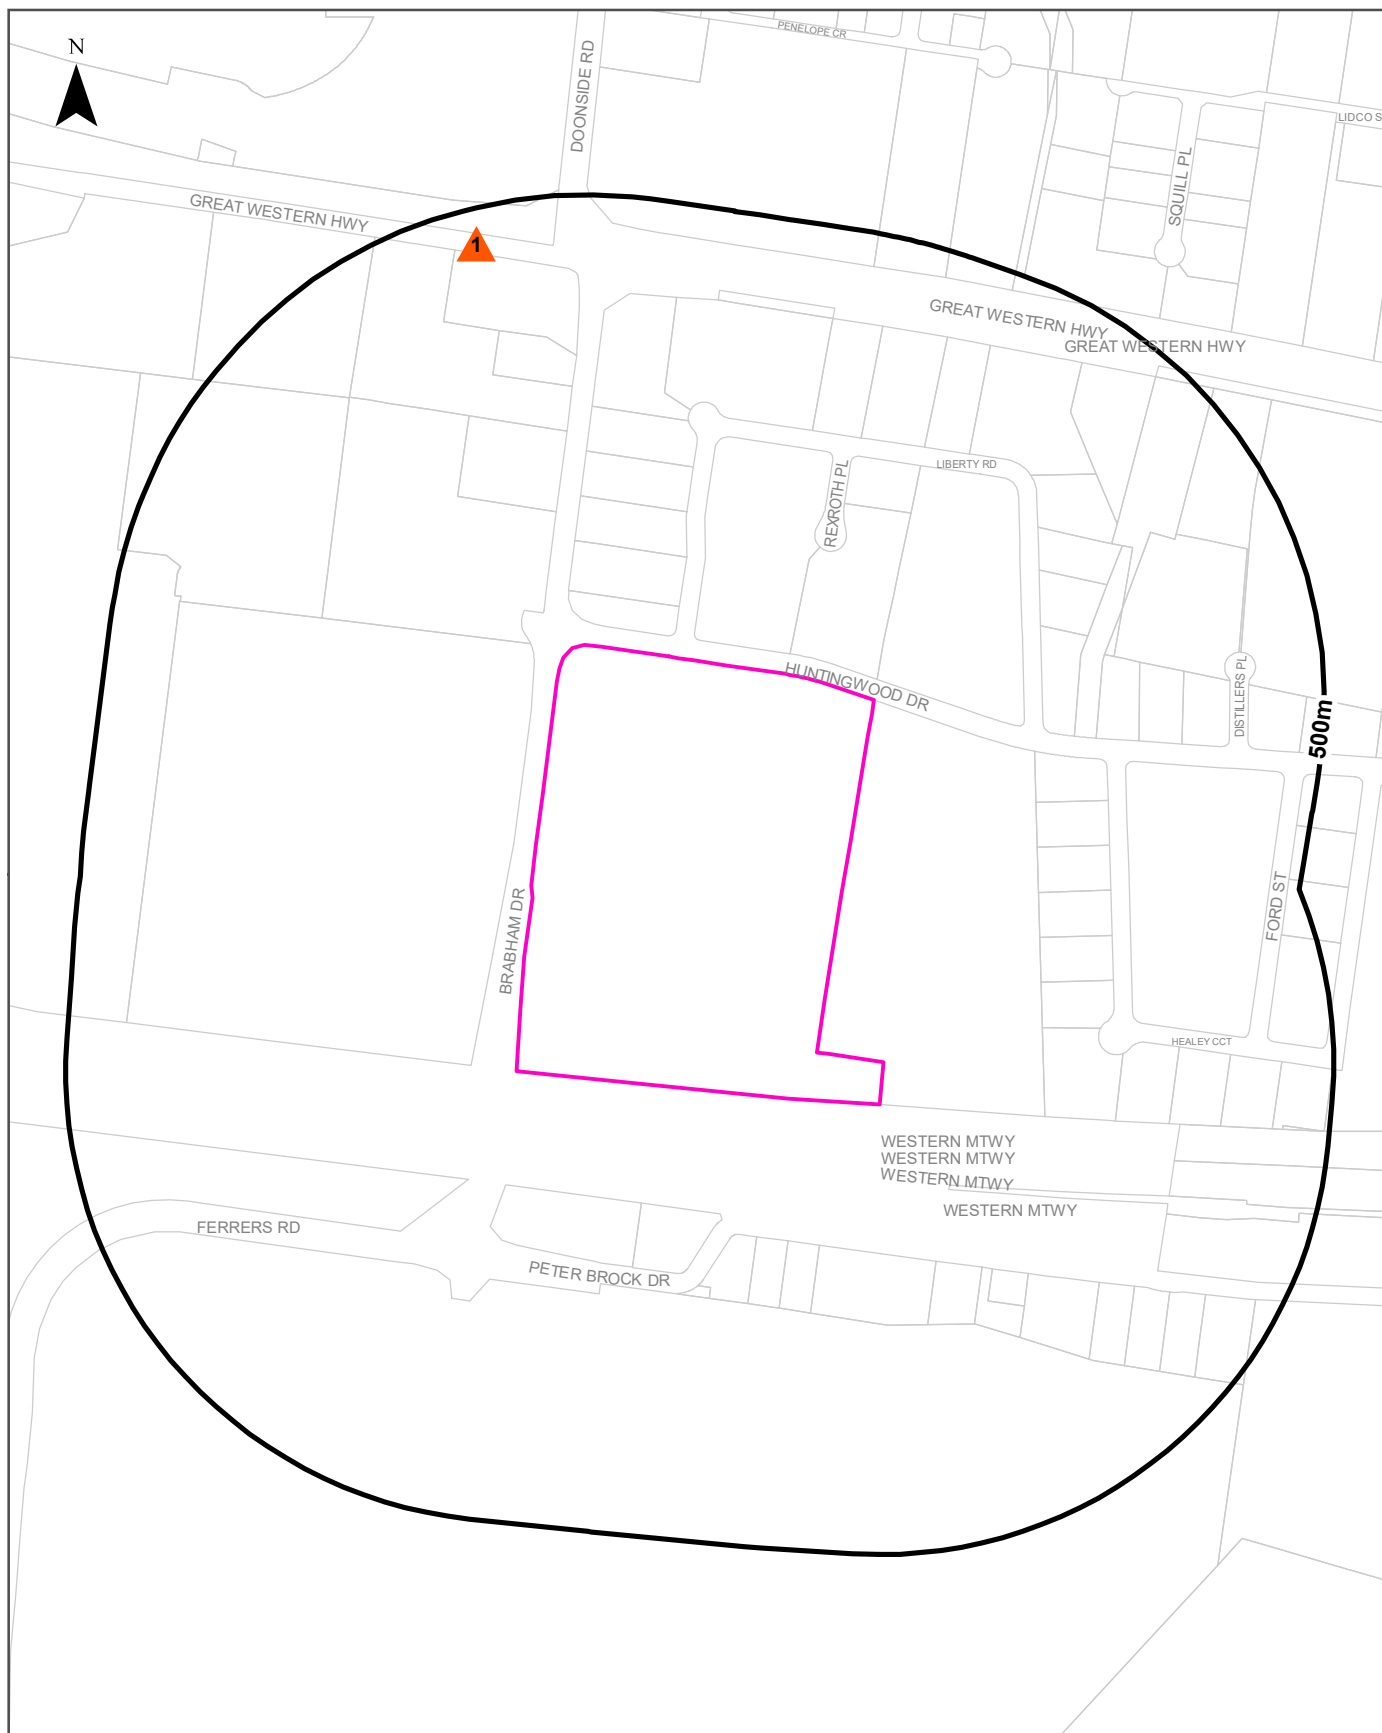 PENELOPE CR
N
DOONSIDE RD
LIDCO S
SQUILL PL
GREAT WESTERN HWY
1
GREAT WESTERN HWY
GREAT WESTERN HWY
LIBERTY RD
REXROTH PL
HUNTINGWOOD DR
DISTILLERS PL
500m
BRABHAM DR
FORD ST
HEALEY CCT
WESTERN MTWY
WESTERN MTWY
WESTERN MTWY
WESTERN MTWY
FERRERS RD
PETER BROCK DR